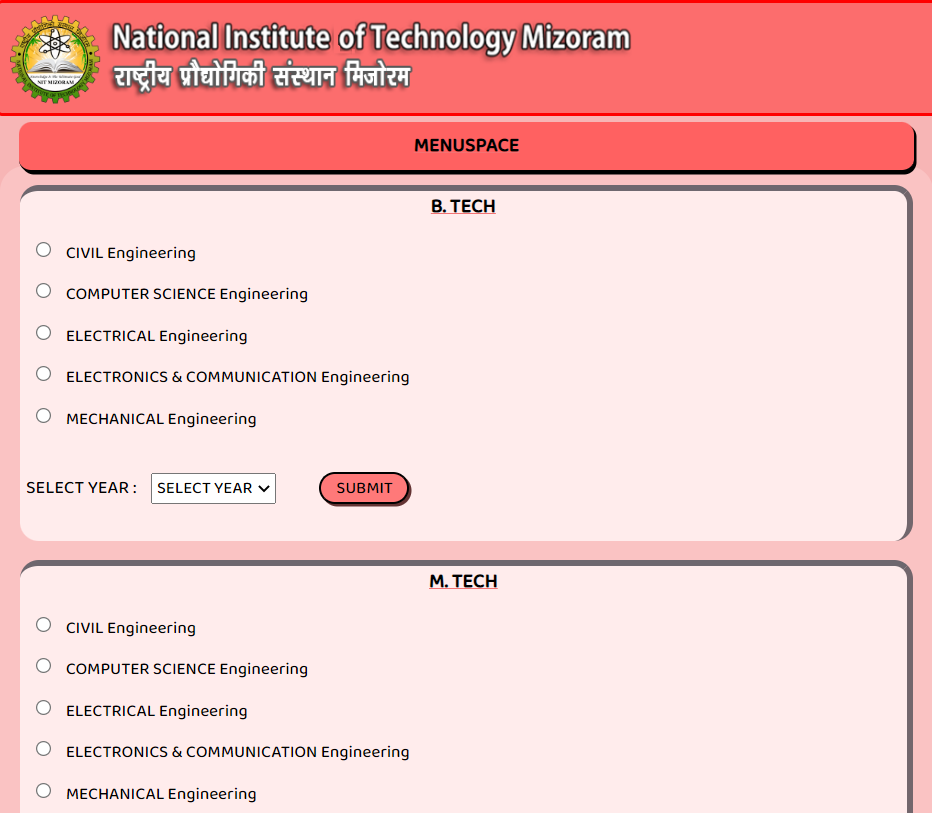 National Institute of Technology Mizoram
राष्ट्रीय प्रौद्योगिकी संस्थान मिजोरम
NIT MIZORAM
MENUSPACE
B. TECH
CIVIL Engineering
COMPUTER SCIENCE Engineering
ELECTRICAL Engineering
ELECTRONICS & COMMUNICATION Engineering
MECHANICAL Engineering
SELECT YEAR : SELECT YEAR SUBMIT
M. TECH
CIVIL Engineering
COMPUTER SCIENCE Engineering
ELECTRICAL Engineering
ELECTRONICS & COMMUNICATION Engineering
MECHANICAL Engineering